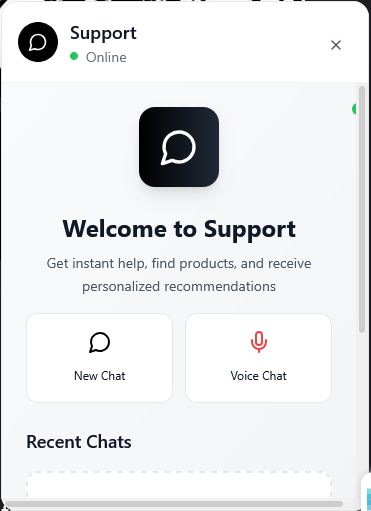 Support
Online
Welcome to Support
Get instant help, find products, and receive
personalized recommendations
New Chat
Voice Chat
Recent Chats